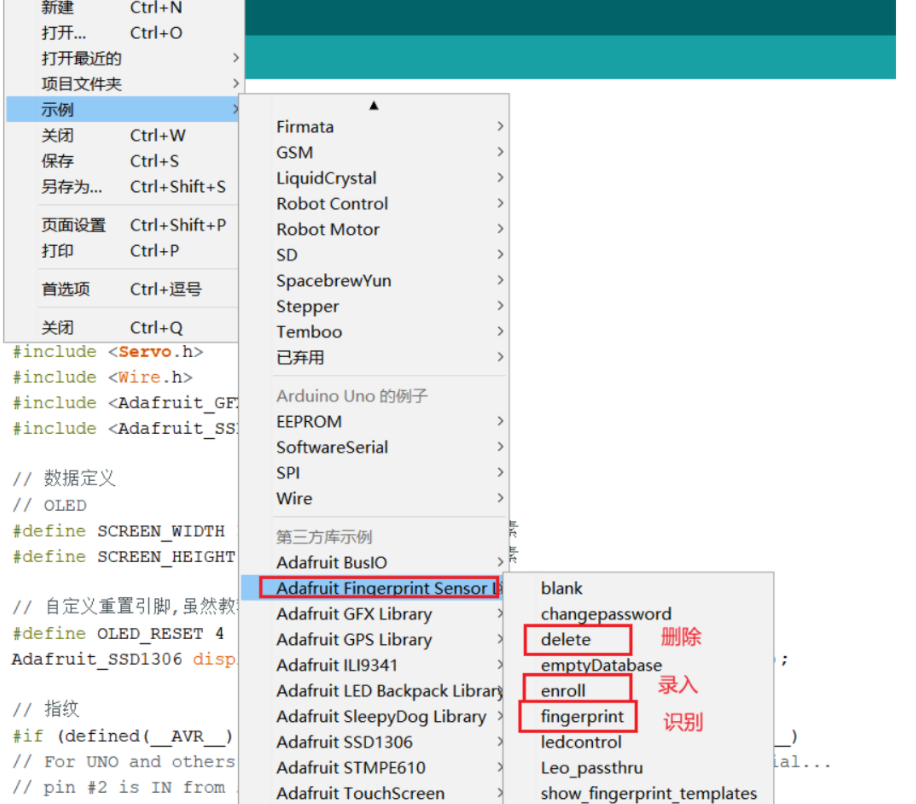 新建 Ctrl+N
打开... Ctrl+O
打开最近的
项目文件夹
示例
关闭 Ctrl+W
保存 Ctrl+S
另存为... Ctrl+Shift+S
页面设置 Ctrl+Shift+P
打印 Ctrl+P
首选项 Ctrl+逗号
关闭 Ctrl+Q
Firmata
GSM
LiquidCrystal
Robot Control
Robot Motor
SD
SpacebrewYun
Stepper
Temboo
已弃用
Arduino Uno 的例子
EEPROM
SoftwareSerial
SPI
Wire
第三方库示例
Adafruit BusIO
Adafruit Fingerprint Sensor L
Adafruit GFX Library
Adafruit GPS Library
Adafruit ILI9341
Adafruit LED Backpack Library
Adafruit SleepyDog Library
Adafruit SSD1306
Adafruit STMPE610
Adafruit TouchScreen
blank
changepassword
delete 删除
emptyDatabase
enroll 录入
fingerprint 识别
ledcontrol
Leo_passthru
show_fingerprint_templates
#include <Servo.h>
#include <Wire.h>
#include <Adafruit_GF
#include <Adafruit_SS
// 数据定义
// OLED
#define SCREEN_WIDTH 素
#define SCREEN_HEIGHT 素
// 自定义重置引脚,虽然教
#define OLED_RESET 4
Adafruit_SSD1306 disp ;
// 指纹
#if (defined(__AVR__) _)
// For UNO and others ial...
// pin #2 is IN from